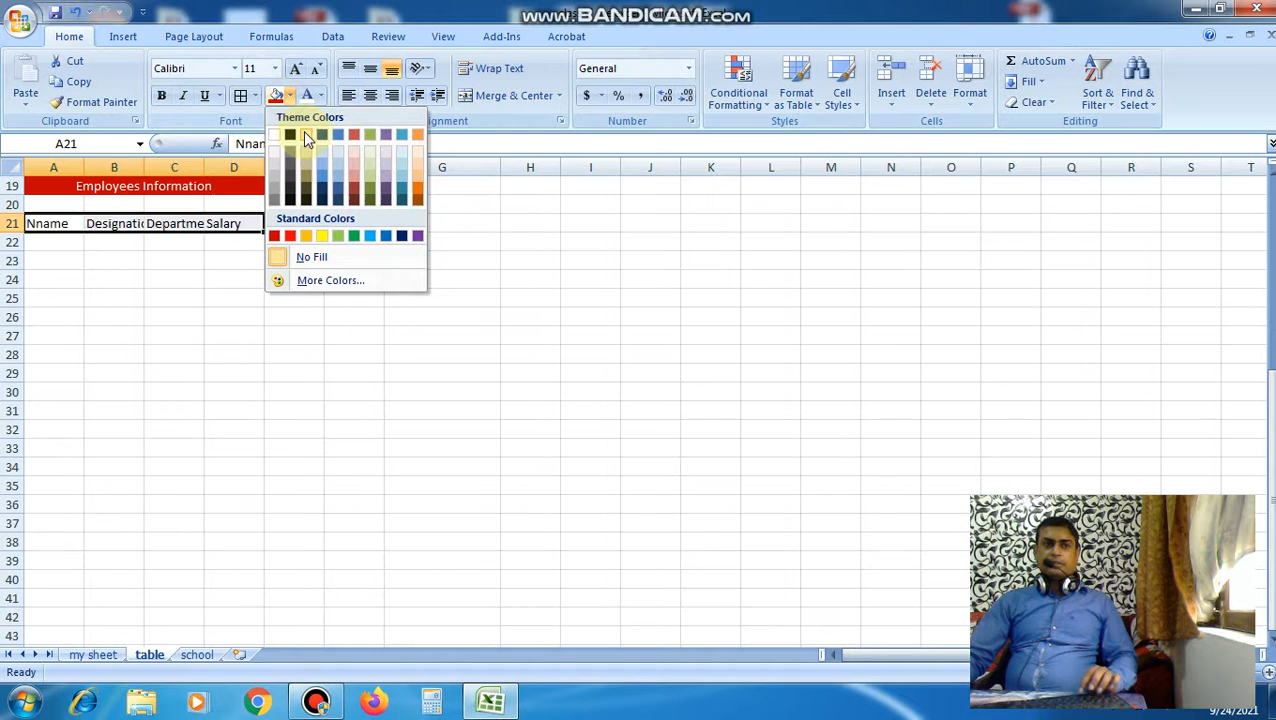 www.BANDICAM.com
Home Insert Page Layout Formulas Data Review View Add-Ins Acrobat
Cut
Copy
Format Painter
Paste
Clipboard
Calibri 11
B I U
Font
Wrap Text
Merge & Center
General
$ % ,
Number
Conditional Formatting
Format as Table
Cell Styles
Styles
Insert Delete Format
Cells
AutoSum
Fill
Clear
Sort & Filter
Find & Select
Editing
A21
fx
Theme Colors
Standard Colors
No Fill
More Colors...
A B C D G H I J K L M N O P Q R S T
19 Employees Information
20
21 Nname Designatic Departme Salary
22
23
24
25
26
27
28
29
30
31
32
33
34
35
36
37
38
39
40
41
42
43
my sheet table school
Ready
9/24/2021